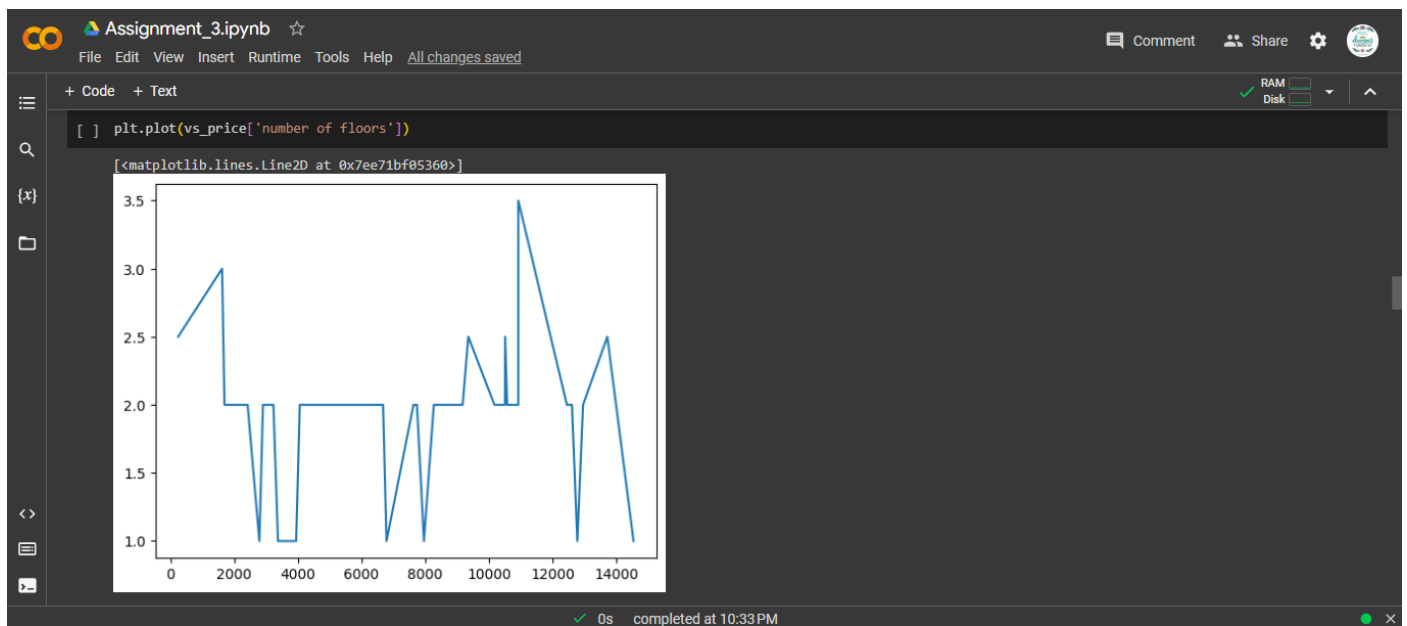 Assignment_3.ipynb
File Edit View Insert Runtime Tools Help All changes saved
Comment
Share
+ Code + Text
RAM
Disk
[ ] plt.plot(vs_price['number of floors'])
[<matplotlib.lines.Line2D at 0x7ee71bf05360>]
{x}
3.5
3.0
2.5
2.0
1.5
1.0
0 2000 4000 6000 8000 10000 12000 14000
0s completed at 10:33 PM